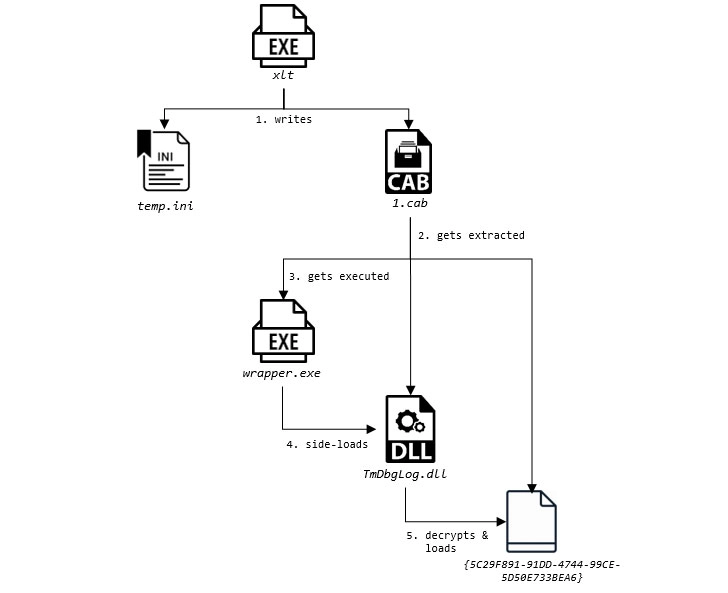 EXE
xlt
1. writes
INI
temp.ini
CAB
1.cab
2. gets extracted
3. gets executed
EXE
wrapper.exe
4. side-loads
DLL
TmDbgLog.dll
5. decrypts &
loads
{5C29F891-91DD-4744-99CE-
5D50E733BEA6}